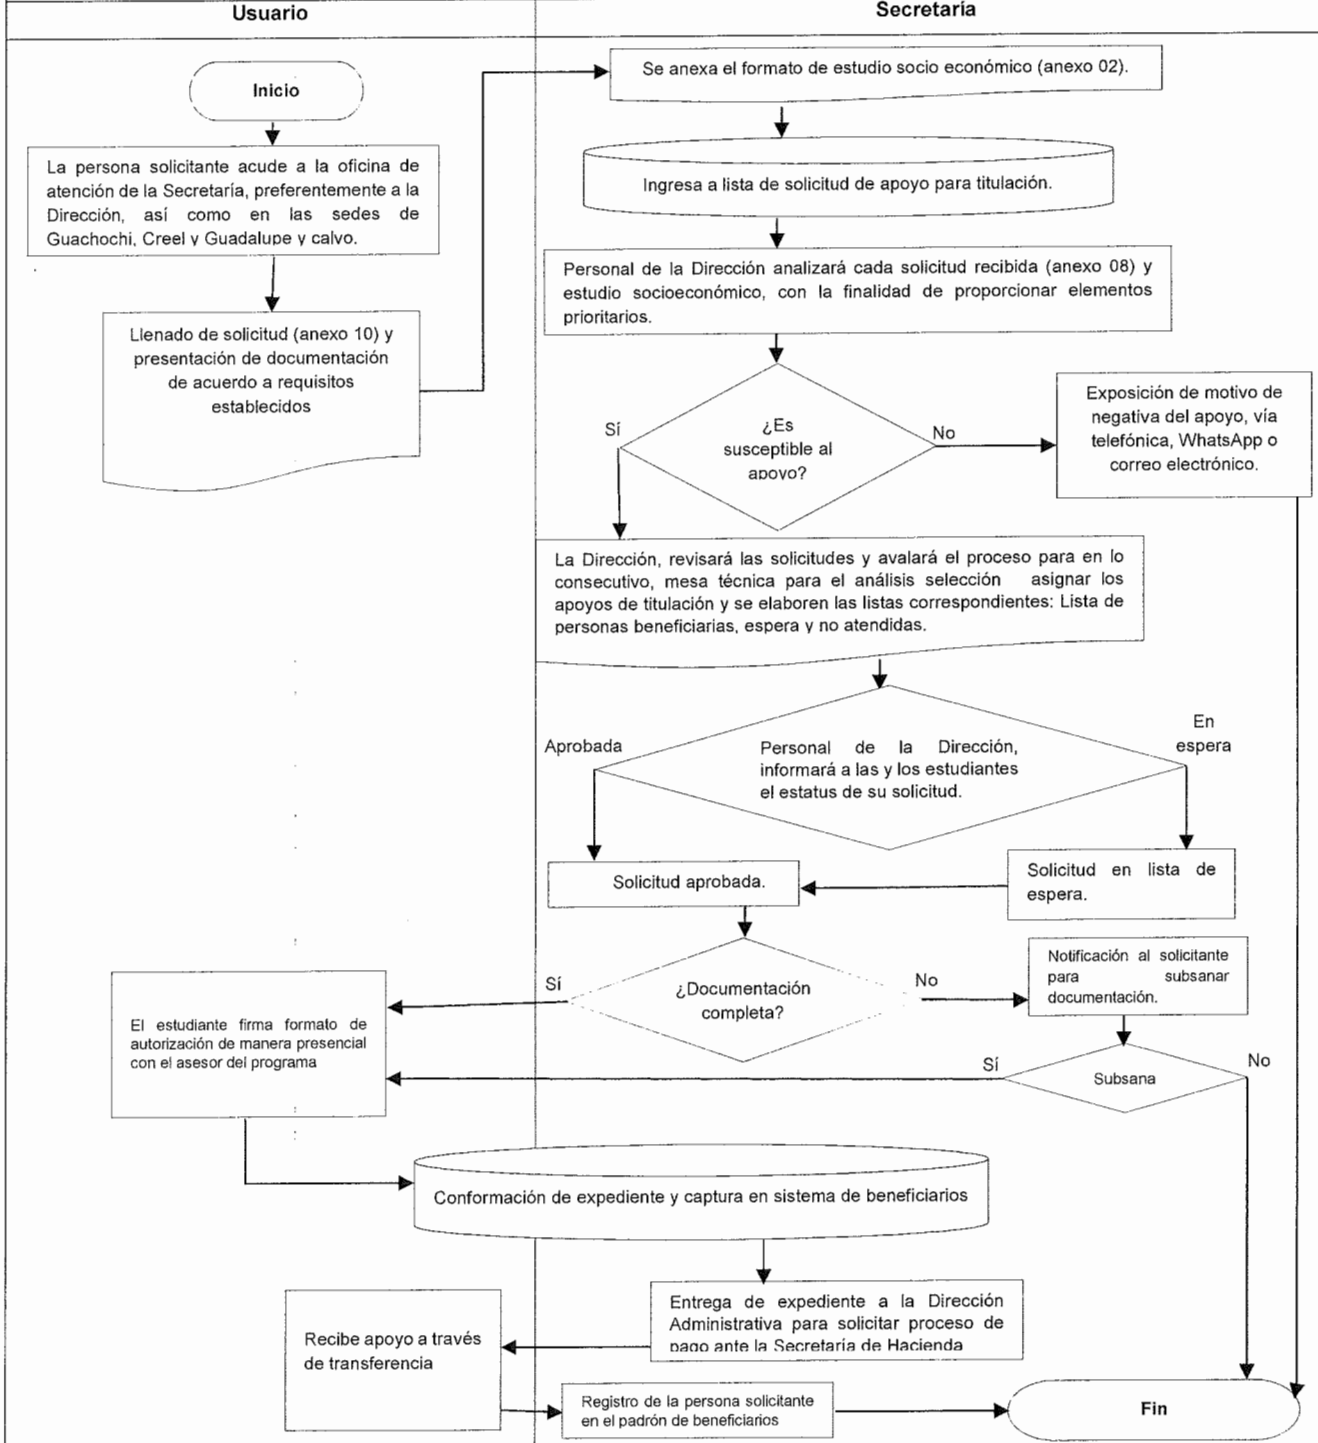 Usuario
Secretaría
Inicio
La persona solicitante acude a la oficina de
atención de la Secretaría, preferentemente a la
Dirección, así como en las sedes de
Guachochi, Creel y Guadalupe y calvo.
Llenado de solicitud (anexo 10) y
presentación de documentación
de acuerdo a requisitos
establecidos
Se anexa el formato de estudio socio económico (anexo 02).
Ingresa a lista de solicitud de apoyo para titulación.
Personal de la Dirección analizará cada solicitud recibida (anexo 08) y
estudio socioeconómico, con la finalidad de proporcionar elementos
prioritarios.
Sí
¿Es
susceptible al
apoyo?
No
Exposición de motivo de
negativa del apoyo, vía
telefónica, WhatsApp o
correo electrónico.
La Dirección, revisará las solicitudes y avalará el proceso para en lo
consecutivo, mesa técnica para el análisis selección asignar los
apoyos de titulación y se elaboren las listas correspondientes: Lista de
personas beneficiarias, espera y no atendidas.
Aprobada
Personal de la Dirección,
informará a las y los estudiantes
el estatus de su solicitud.
En
espera
Solicitud aprobada.
Solicitud en lista de
espera.
Sí
¿Documentación
completa?
No
Notificación al solicitante
para subsanar
documentación.
El estudiante firma formato de
autorización de manera presencial
con el asesor del programa
Sí
Subsana
No
Conformación de expediente y captura en sistema de beneficiarios
Entrega de expediente a la Dirección
Administrativa para solicitar proceso de
pago ante la Secretaría de Hacienda
Recibe apoyo a través
de transferencia
Registro de la persona solicitante
en el padrón de beneficiarios
Fin